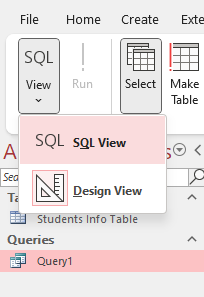 File Home Create Exter
SQL
View Run Select Make
Table
SQL SQL View
Design View
Students Info Table
Queries
Query1